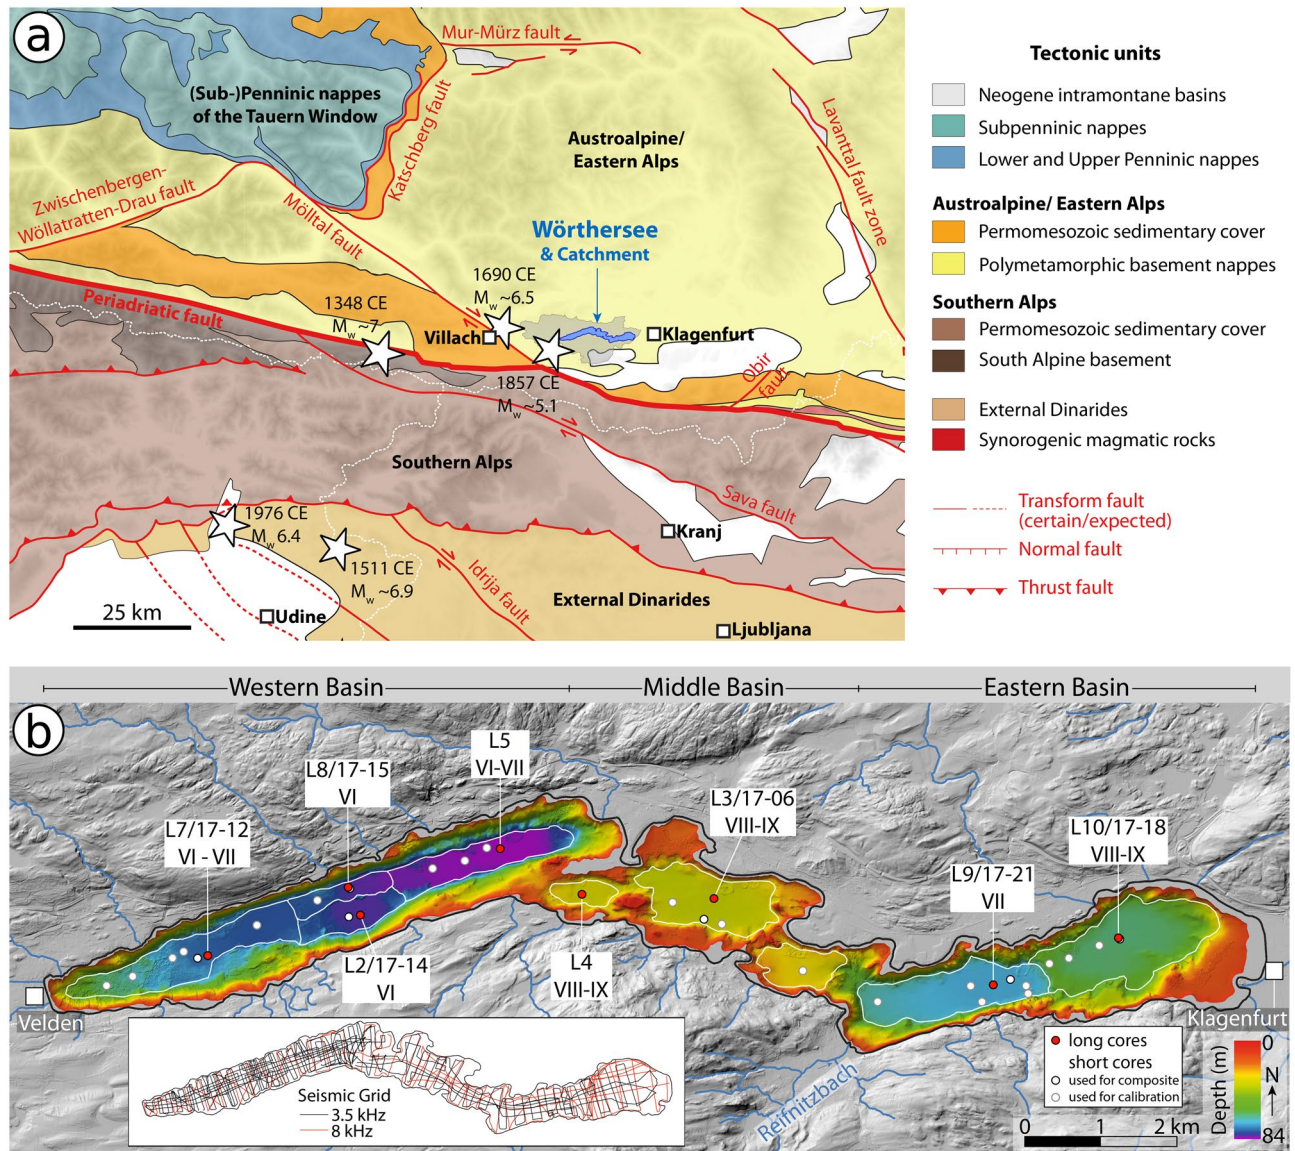 a
Mur-Mürz fault
(Sub-)Penninic nappes
of the Tauern Window
Katschberg fault
Austroalpine/
Eastern Alps
Lavanttal fault zone
Zwischenbergen-
Wöllatratten-Drau fault
Mölltal fault
Wörthersee
& Catchment
1690 CE
Mw~6.5
Periadriatic fault
1348 CE
Mw~7
Villach
Klagenfurt
1857 CE
Mw~5.1
Obir
fault
Southern Alps
Sava fault
1976 CE
Mw 6.4
Kranj
1511 CE
Mw~6.9
Idrija fault
External Dinarides
25 km
Udine
Ljubljana
Tectonic units
Neogene intramontane basins
Subpenninic nappes
Lower and Upper Penninic nappes
Austroalpine/ Eastern Alps
Permomesozoic sedimentary cover
Polymetamorphic basement nappes
Southern Alps
Permomesozoic sedimentary cover
South Alpine basement
External Dinarides
Synorogenic magmatic rocks
Transform fault
(certain/expected)
Normal fault
Thrust fault
Western Basin
Middle Basin
Eastern Basin
b
L5
VI-VII
L8/17-15
VI
L3/17-06
VIII-IX
L7/17-12
VI - VII
L10/17-18
VIII-IX
L9/17-21
VII
L2/17-14
VI
L4
VIII-IX
Velden
Klagenfurt
Reifnitzbach
Seismic Grid
3.5 kHz
8 kHz
long cores
short cores
used for composite
used for calibration
Depth (m)
0
84
N
0 1 2 km